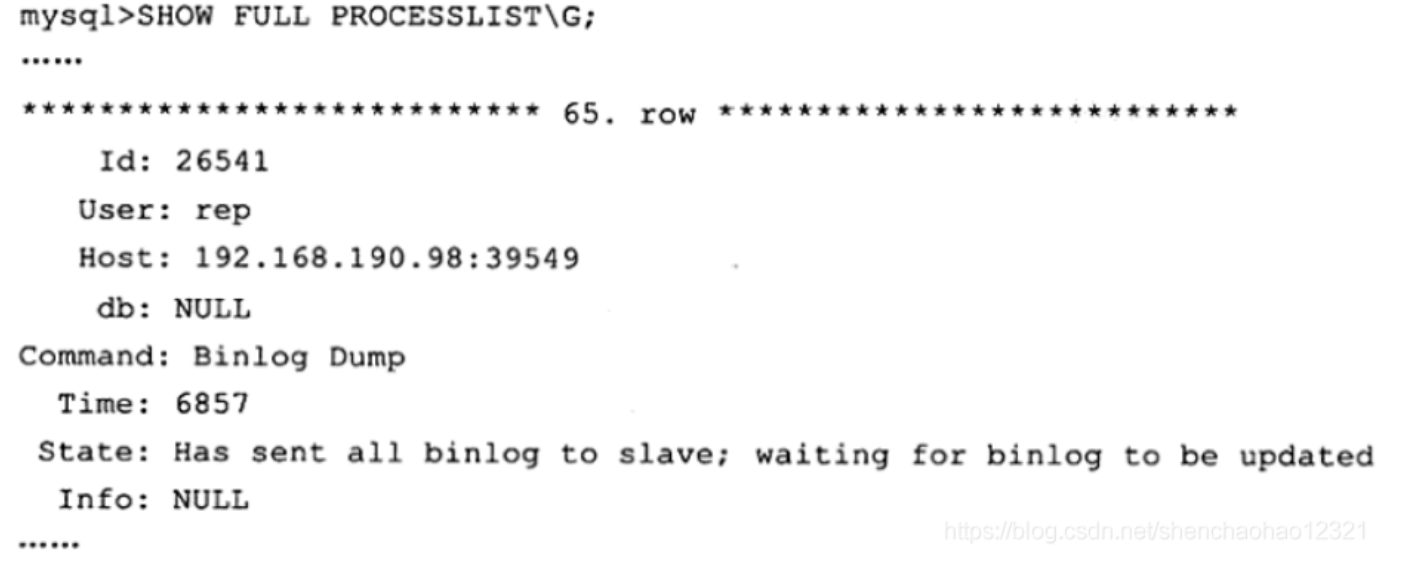 mysql>SHOW FULL PROCESSLIST\G;
……
*************************** 65. row ***************************
Id: 26541
User: rep
Host: 192.168.190.98:39549
db: NULL
Command: Binlog Dump
Time: 6857
State: Has sent all binlog to slave; waiting for binlog to be updated
Info: NULL
……
https://blog.csdn.net/shenchaohao12321